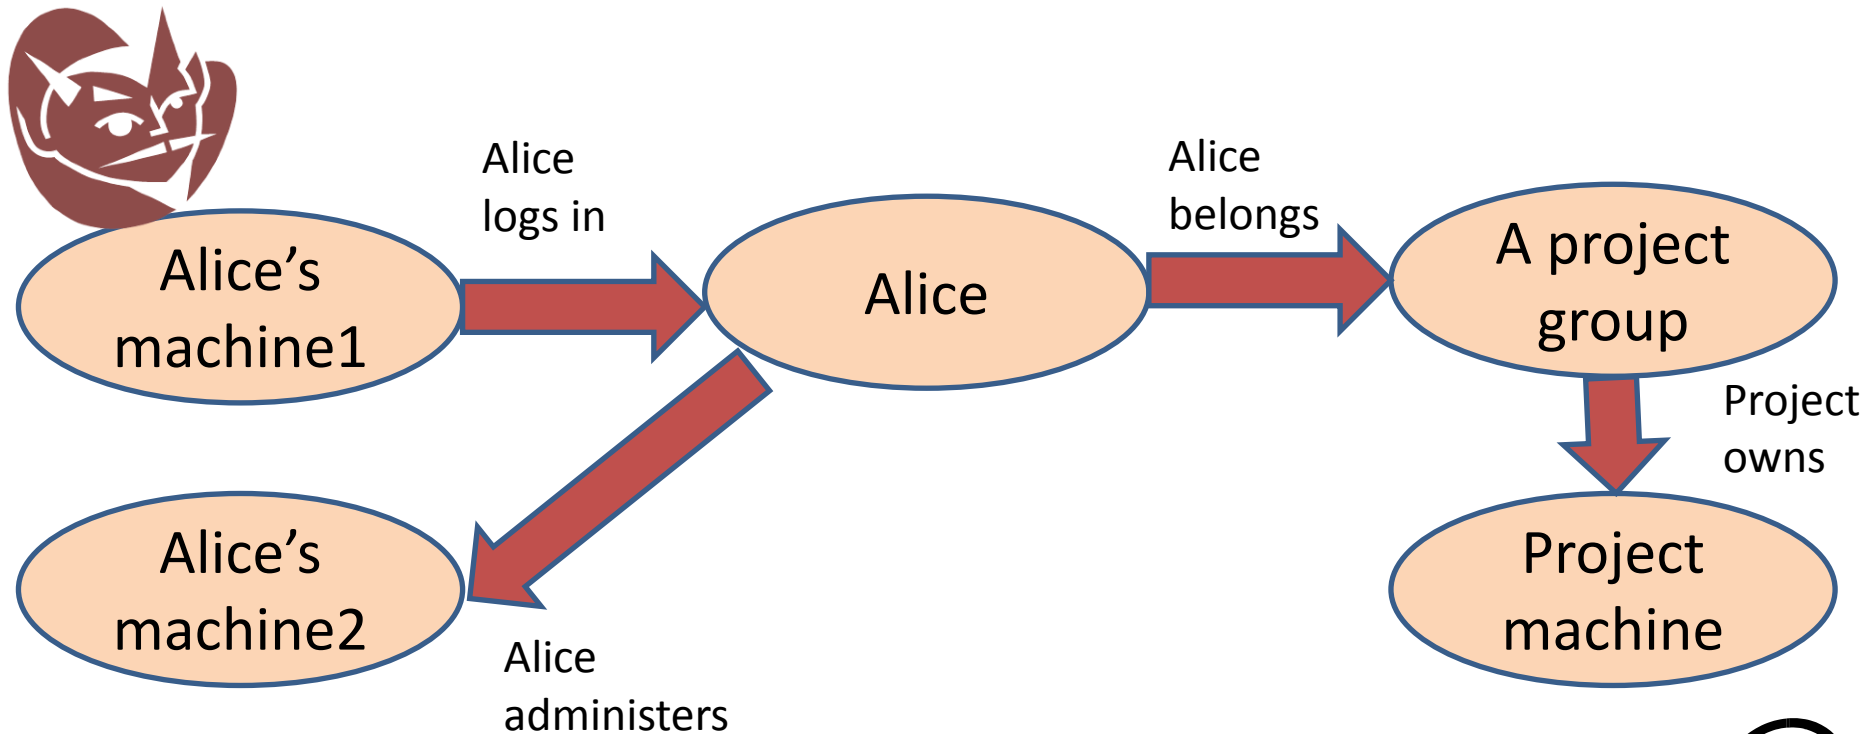 Alice
logs in
Alice
belongs
Alice’s
machine1
Alice
A project
group
Project
owns
Alice’s
machine2
Project
machine
Alice
administers